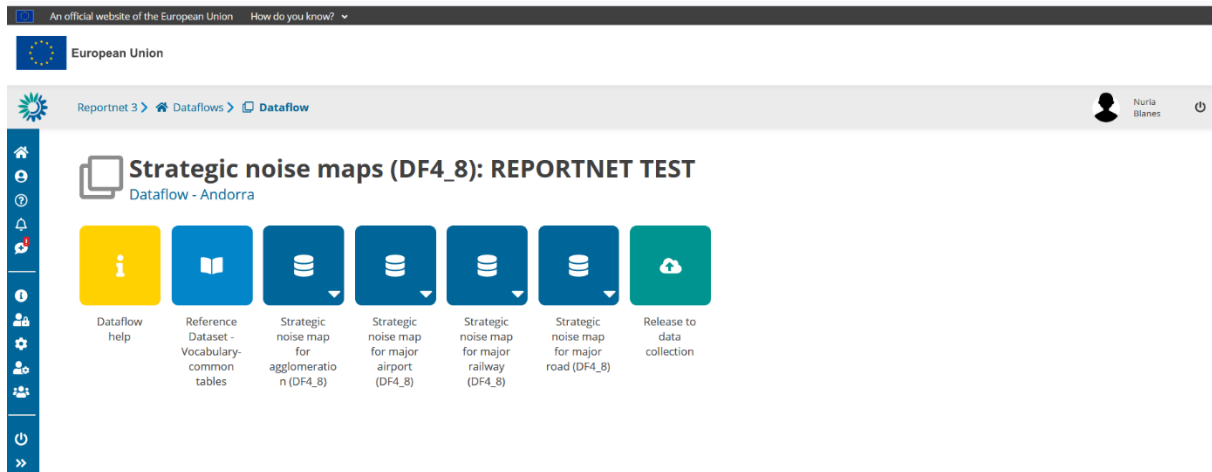 An official website of the European Union How do you know?
European Union
Reportnet 3 Dataflows Dataflow
Nuria
Blanes
Strategic noise maps (DF4_8): REPORTNET TEST
Dataflow - Andorra
Dataflow
help
Reference
Dataset -
Vocabulary-
common
tables
Strategic
noise map
for
agglomeratio
n (DF4_8)
Strategic
noise map
for major
airport
(DF4_8)
Strategic
noise map
for major
railway
(DF4_8)
Strategic
noise map
for major
road (DF4_8)
Release to
data
collection